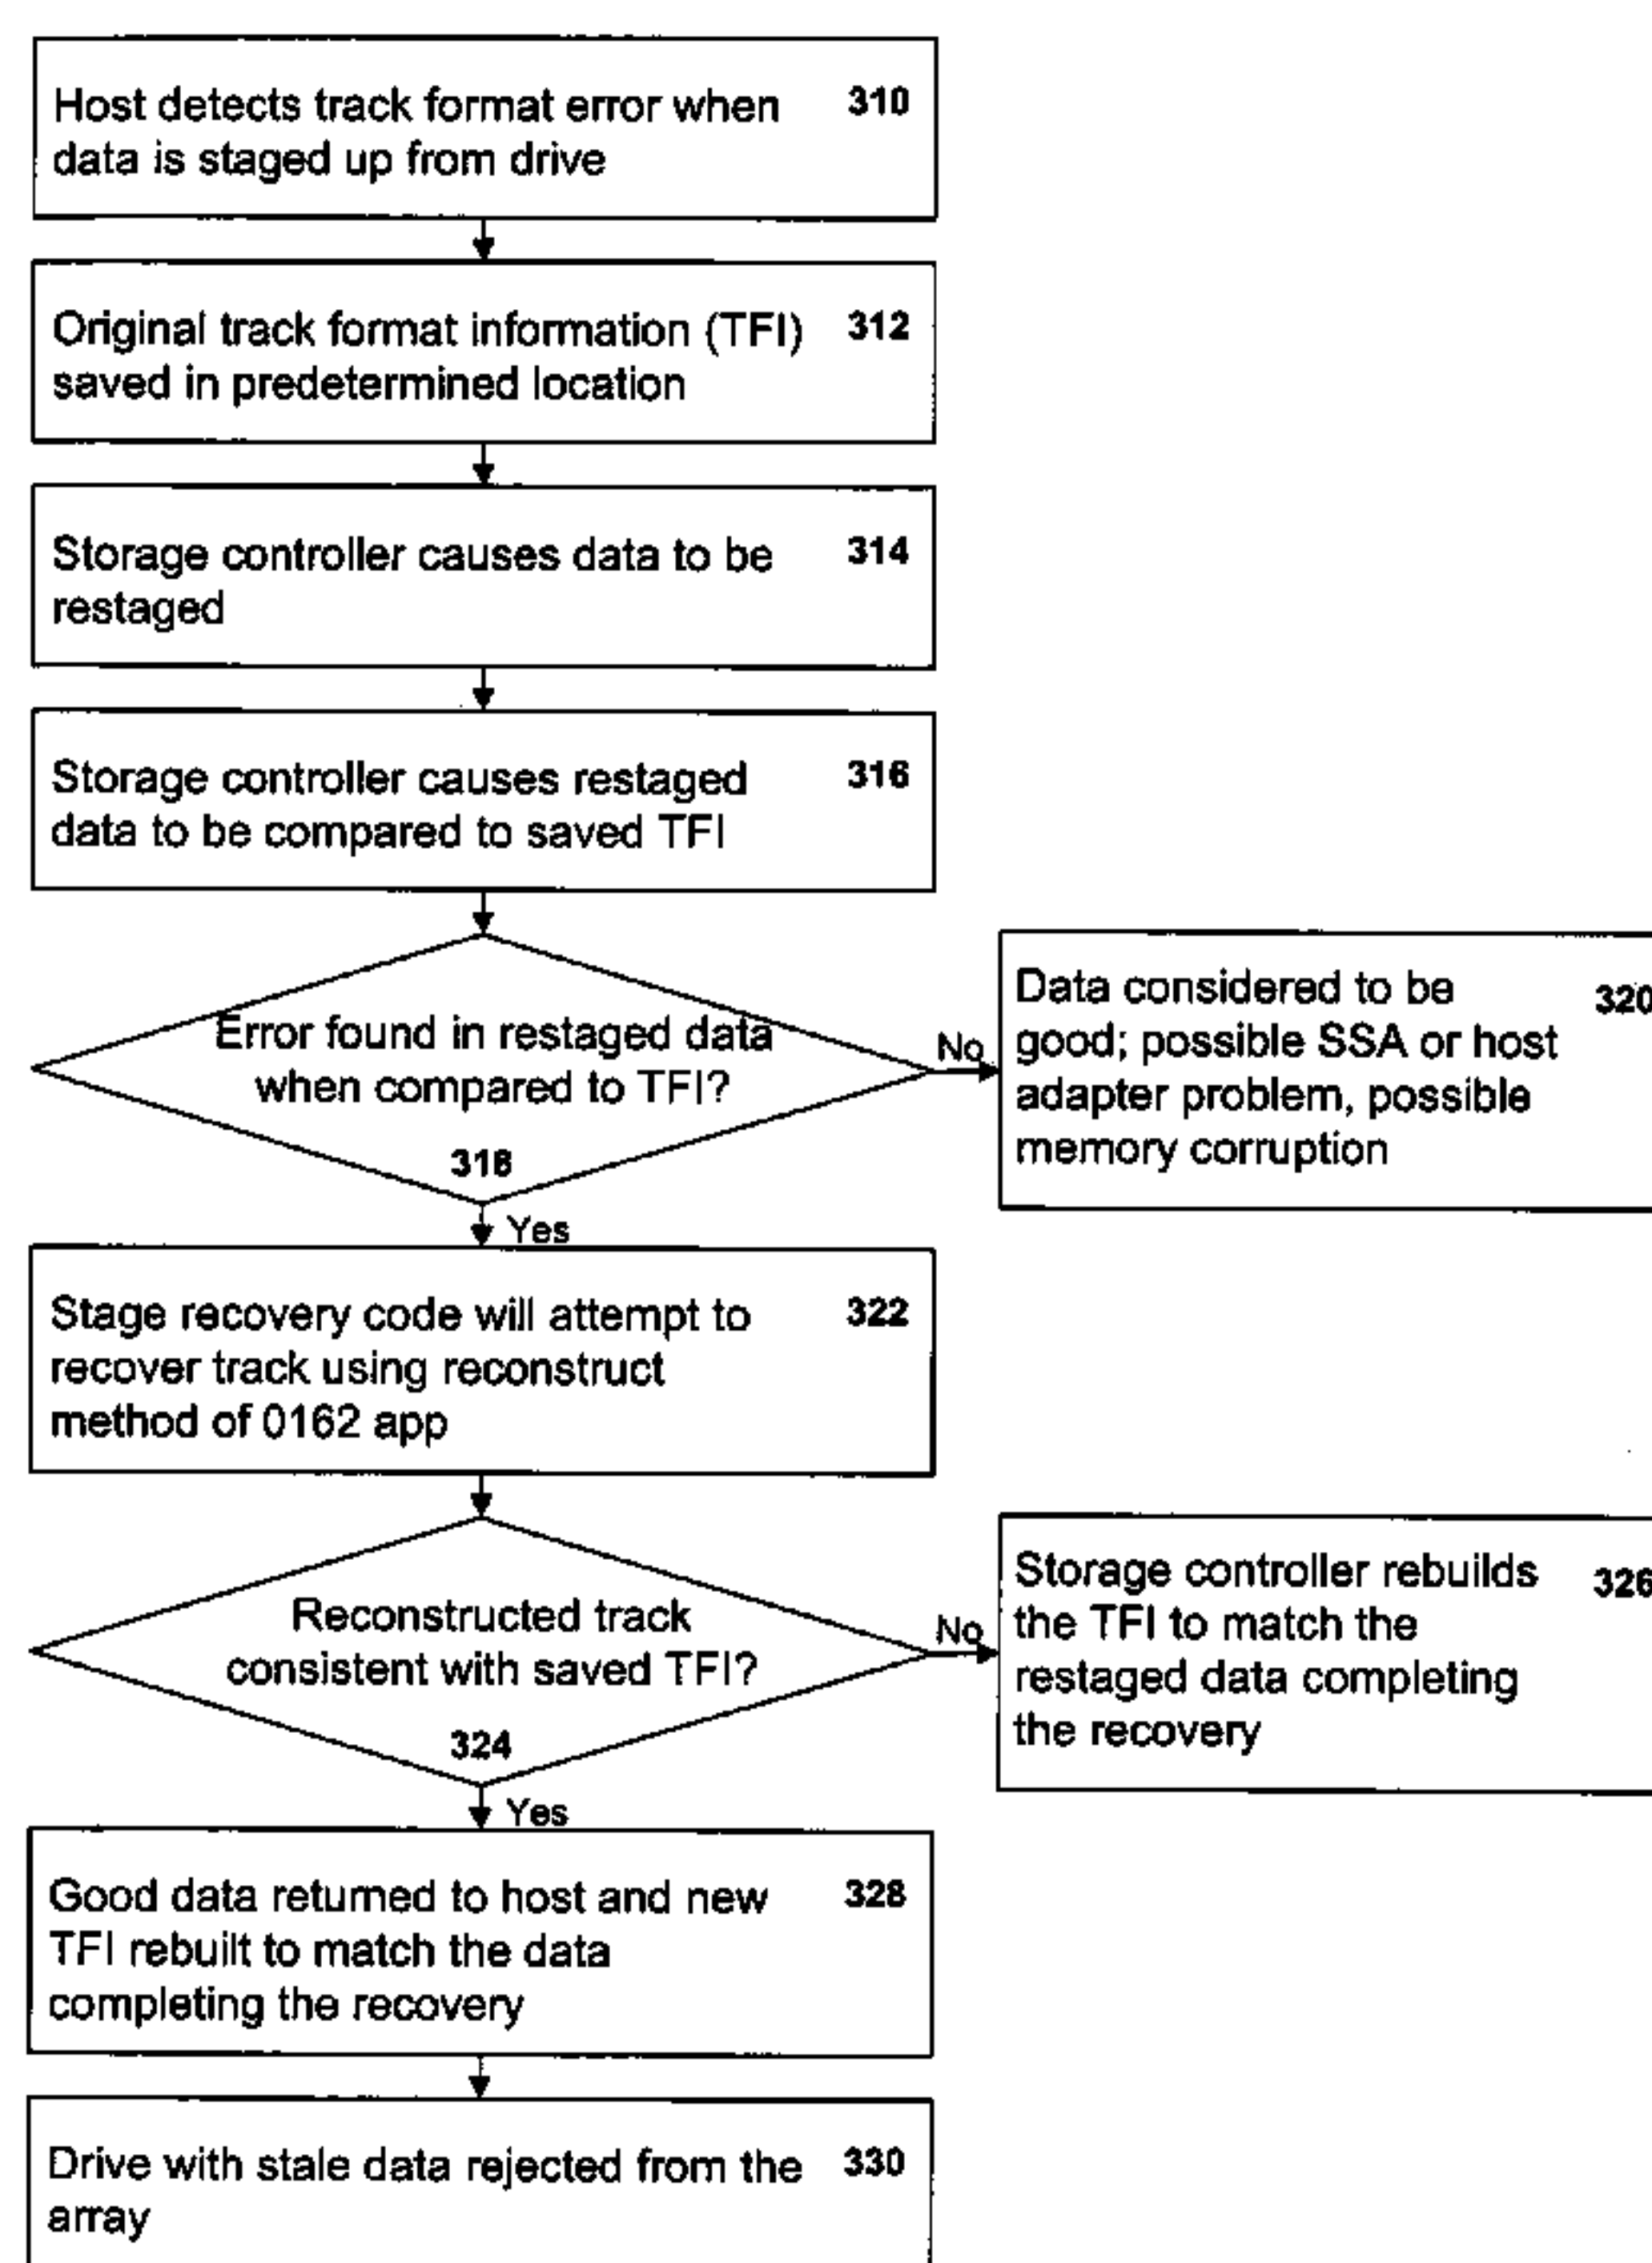 Host detects track format error when 310
data is staged up from drive
Original track format information (TFI) 312
saved in predetermined location
Storage controller causes data to be 314
restaged
Storage controller causes restaged 316
data to be compared to saved TFI
Error found in restaged data
when compared to TFI?
318
No
Data considered to be 320
good; possible SSA or host
adapter problem, possible
memory corruption
Yes
Stage recovery code will attempt to 322
recover track using reconstruct
method of 0162 app
Reconstructed track
consistent with saved TFI?
324
No
Storage controller rebuilds 326
the TFI to match the
restaged data completing
the recovery
Yes
Good data returned to host and new 328
TFI rebuilt to match the data
completing the recovery
Drive with stale data rejected from the 330
array